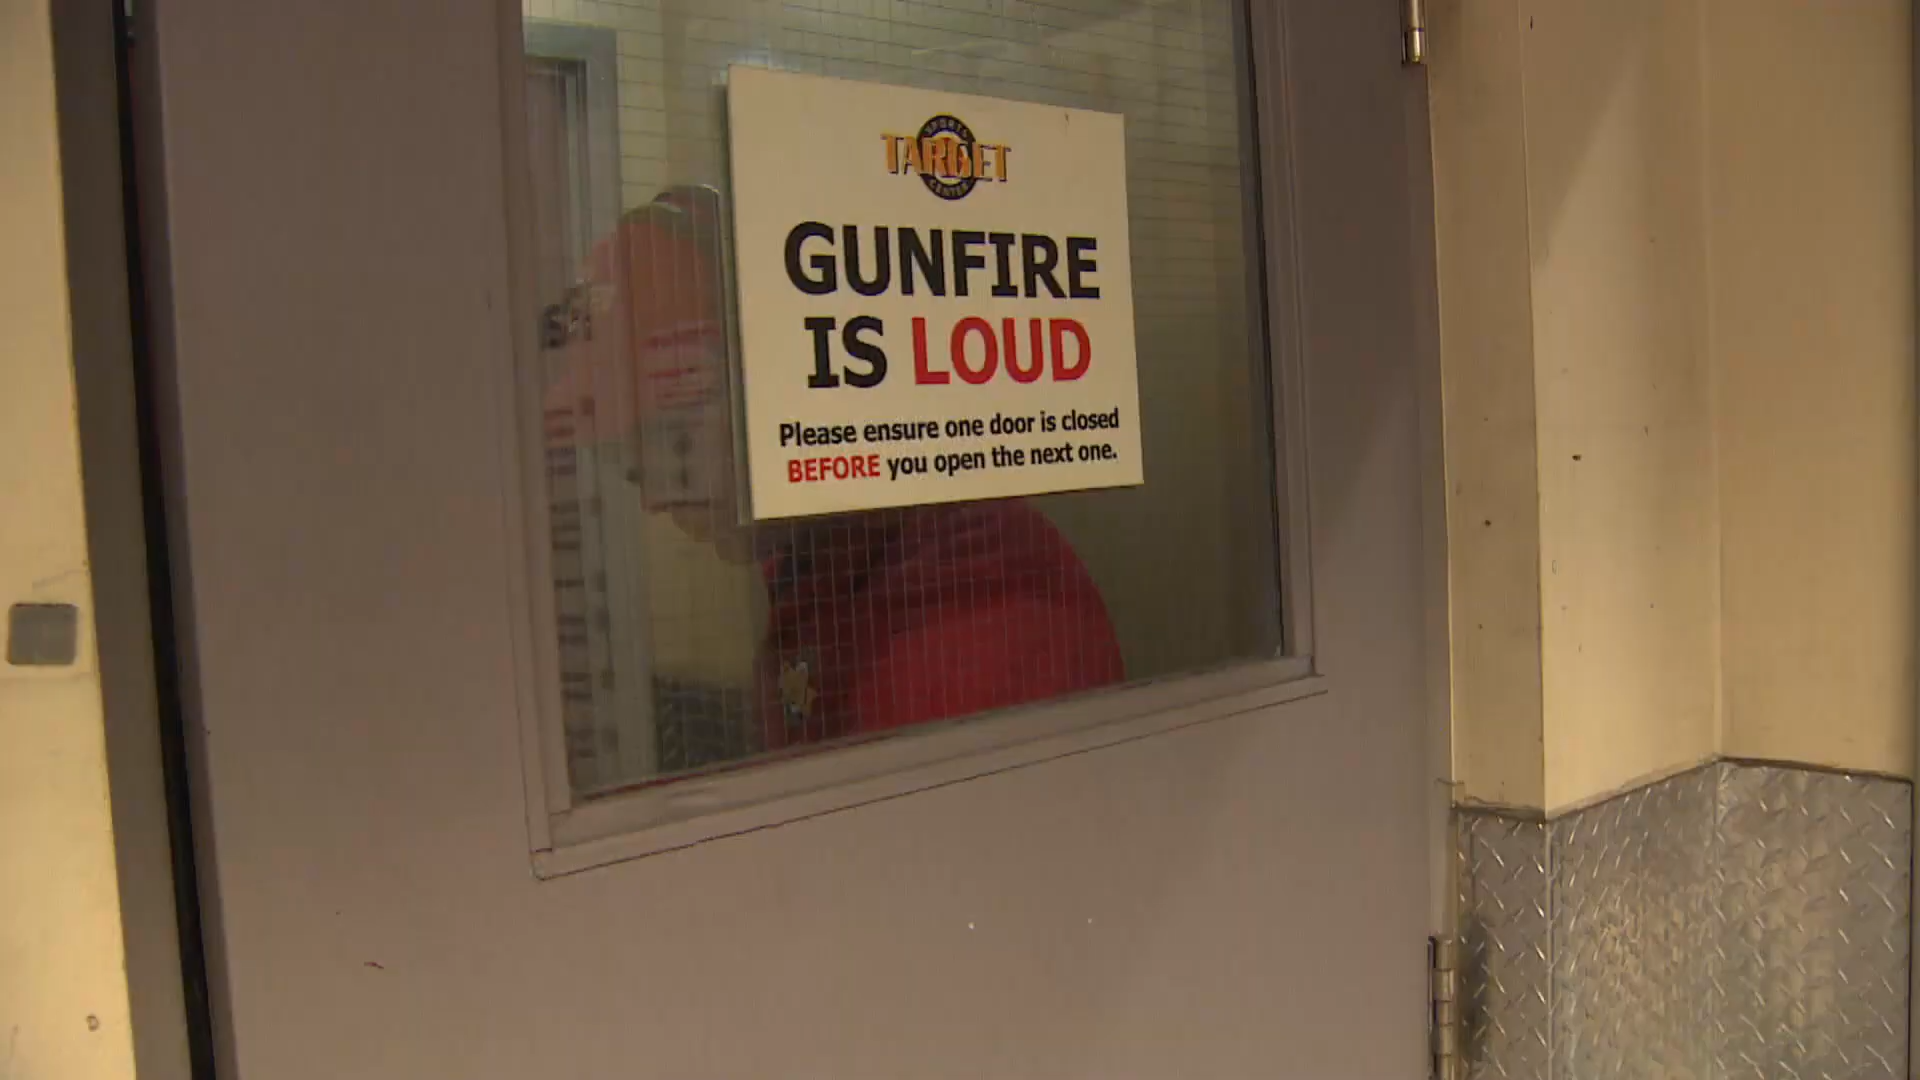 SPORTS
TARGET
CENTER
GUNFIRE
IS LOUD
Please ensure one door is closed
BEFORE you open the next one.